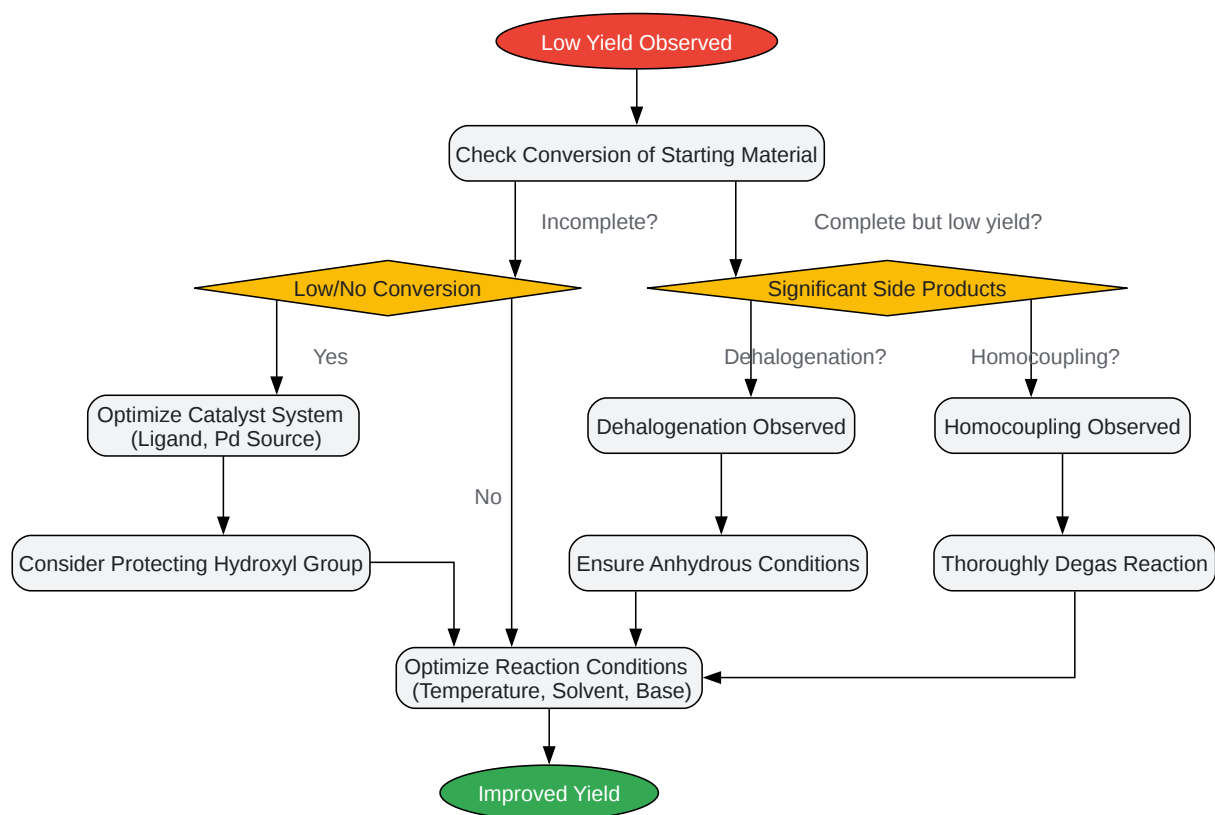 Low Yield Observed
Check Conversion of Starting Material
Incomplete?
Complete but low yield?
Low/No Conversion
Significant Side Products
Yes
Dehalogenation?
Homocoupling?
Optimize Catalyst System
(Ligand, Pd Source)
Dehalogenation Observed
Homocoupling Observed
No
Consider Protecting Hydroxyl Group
Ensure Anhydrous Conditions
Thoroughly Degas Reaction
Optimize Reaction Conditions
(Temperature, Solvent, Base)
Improved Yield